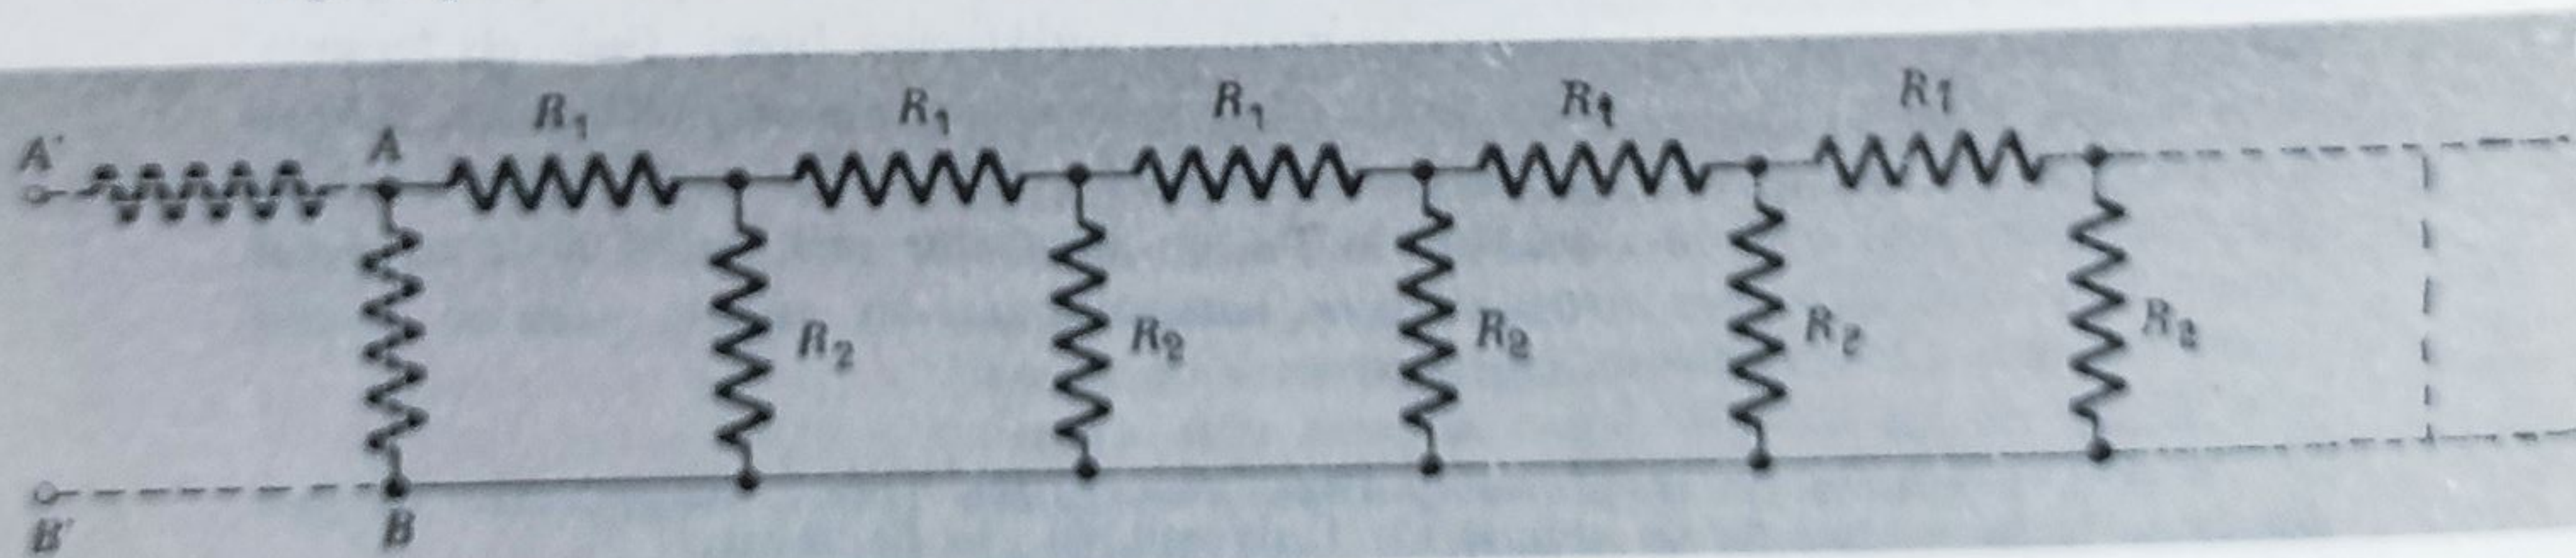 R₁ R₁ R₁ R₁ R₁
A' A
R₂ R₂ R₂ R₂ R₂
B' B